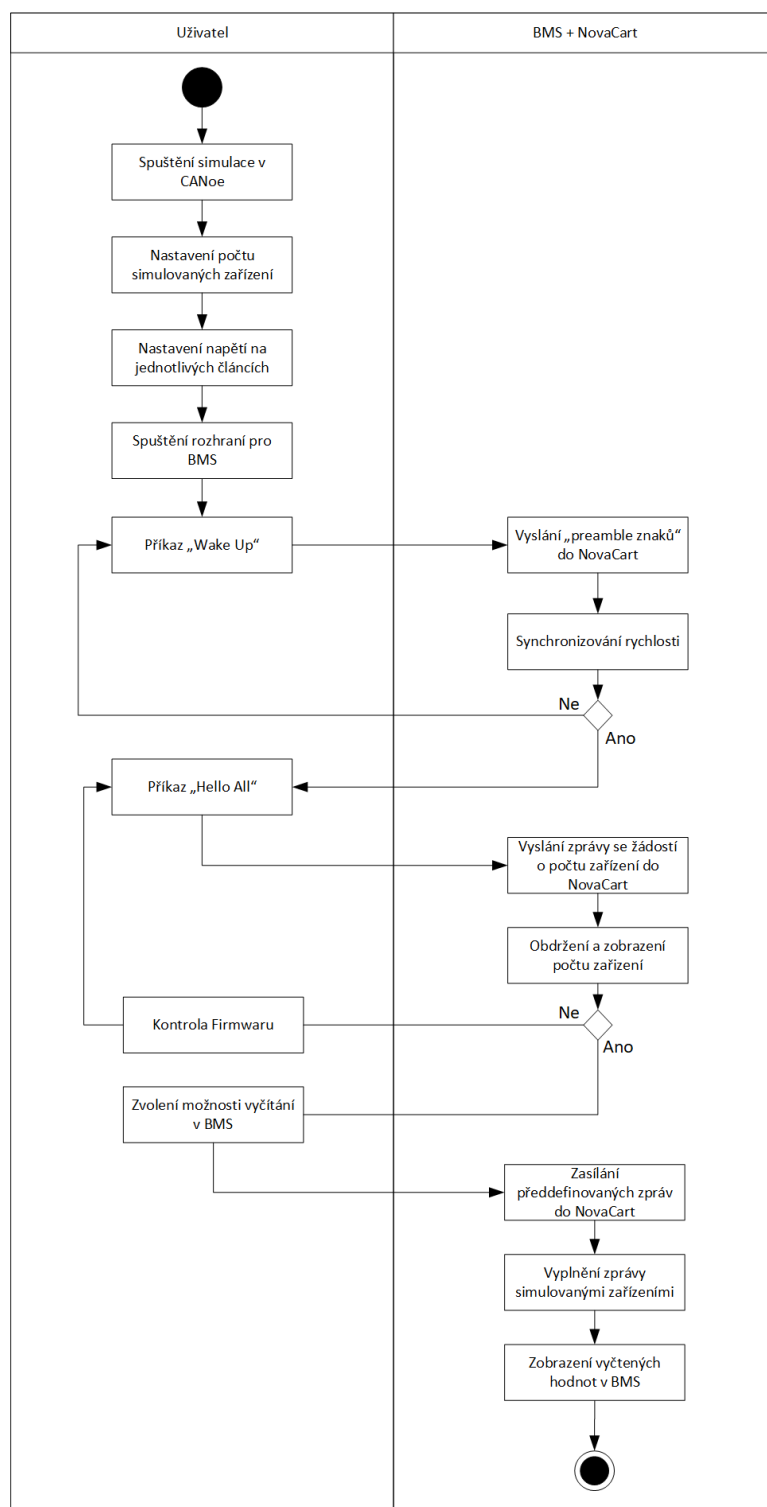 Uživatel
BMS + NovaCart
Spuštění simulace v
CANoe
Nastavení počtu
simulovaných zařízení
Nastavení napětí na
jednotlivých článcích
Spuštění rozhraní pro
BMS
Příkaz „Wake Up“
Vyslání „preamble znaků“
do NovaCart
Synchronizování rychlosti
Ne
Ano
Příkaz „Hello All“
Vyslání zprávy se žádostí
o počtu zařízení do
NovaCart
Obdržení a zobrazení
počtu zařizení
Ne
Kontrola Firmwaru
Ano
Zvolení možnosti vyčítání
v BMS
Zasílání
předdefinovaných zpráv
do NovaCart
Vyplnění zprávy
simulovanými zařízeními
Zobrazení vyčtených
hodnot v BMS